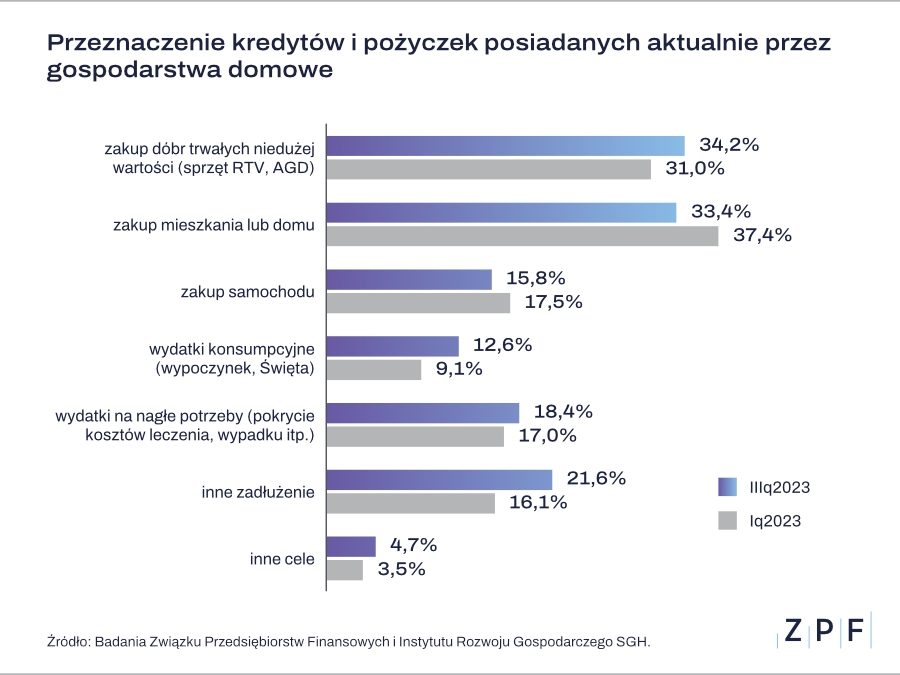 Przeznaczenie kredytów i pożyczek posiadanych aktualnie przez
gospodarstwa domowe
zakup dóbr trwałych niedużej
wartości (sprzęt RTV, AGD)
34,2%
31,0%
zakup mieszkania lub domu
33,4%
37,4%
zakup samochodu
15,8%
17,5%
wydatki konsumpcyjne
(wypoczynek, Święta)
12,6%
9,1%
wydatki na nagłe potrzeby (pokrycie
kosztów leczenia, wypadku itp.)
18,4%
17,0%
inne zadłużenie
21,6%
16,1%
inne cele
4,7%
3,5%
IIIq2023
Iq2023
Źródło: Badania Związku Przedsiębiorstw Finansowych i Instytutu Rozwoju Gospodarczego SGH.
ZPF